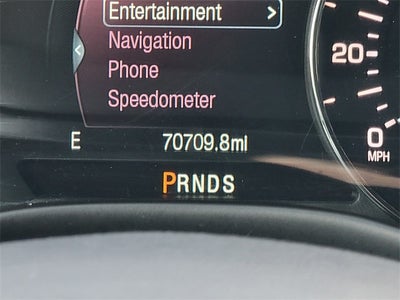 Entertainment >
Navigation
Phone
Speedometer
20
0
MPH
E 70709.8mi
PRNDS